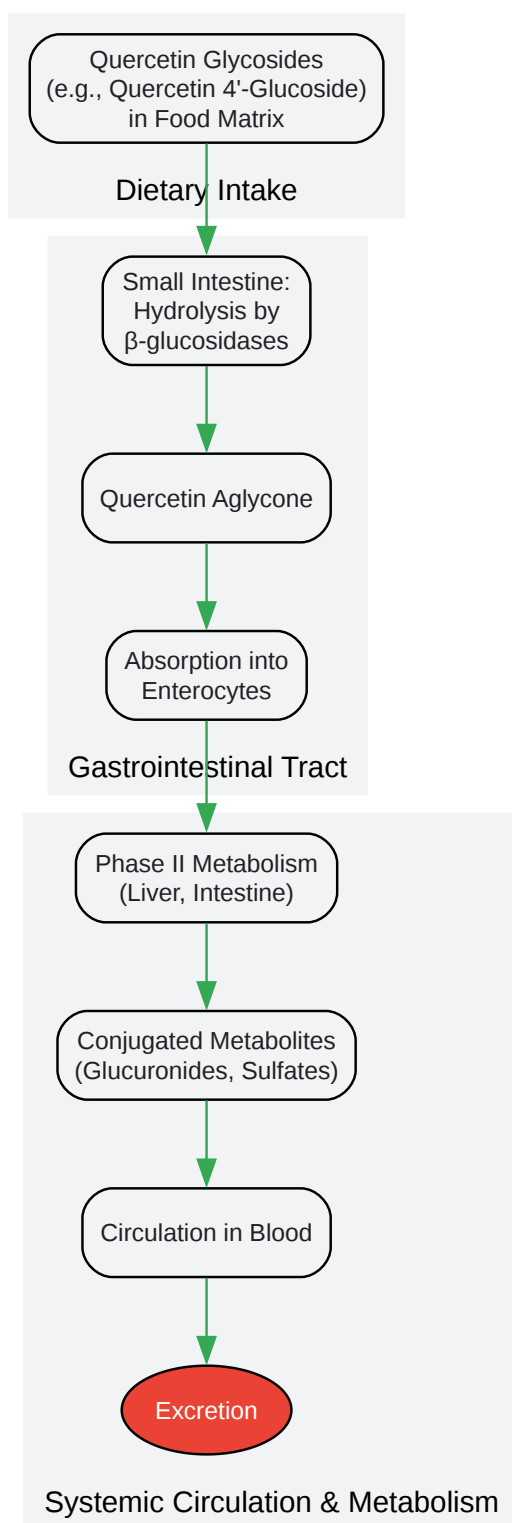 Quercetin Glycosides
(e.g., Quercetin 4'-Glucoside)
in Food Matrix
Dietary Intake
Small Intestine:
Hydrolysis by
β-glucosidases
Quercetin Aglycone
Absorption into
Enterocytes
Gastrointestinal Tract
Phase II Metabolism
(Liver, Intestine)
Conjugated Metabolites
(Glucuronides, Sulfates)
Circulation in Blood
Excretion
Systemic Circulation & Metabolism